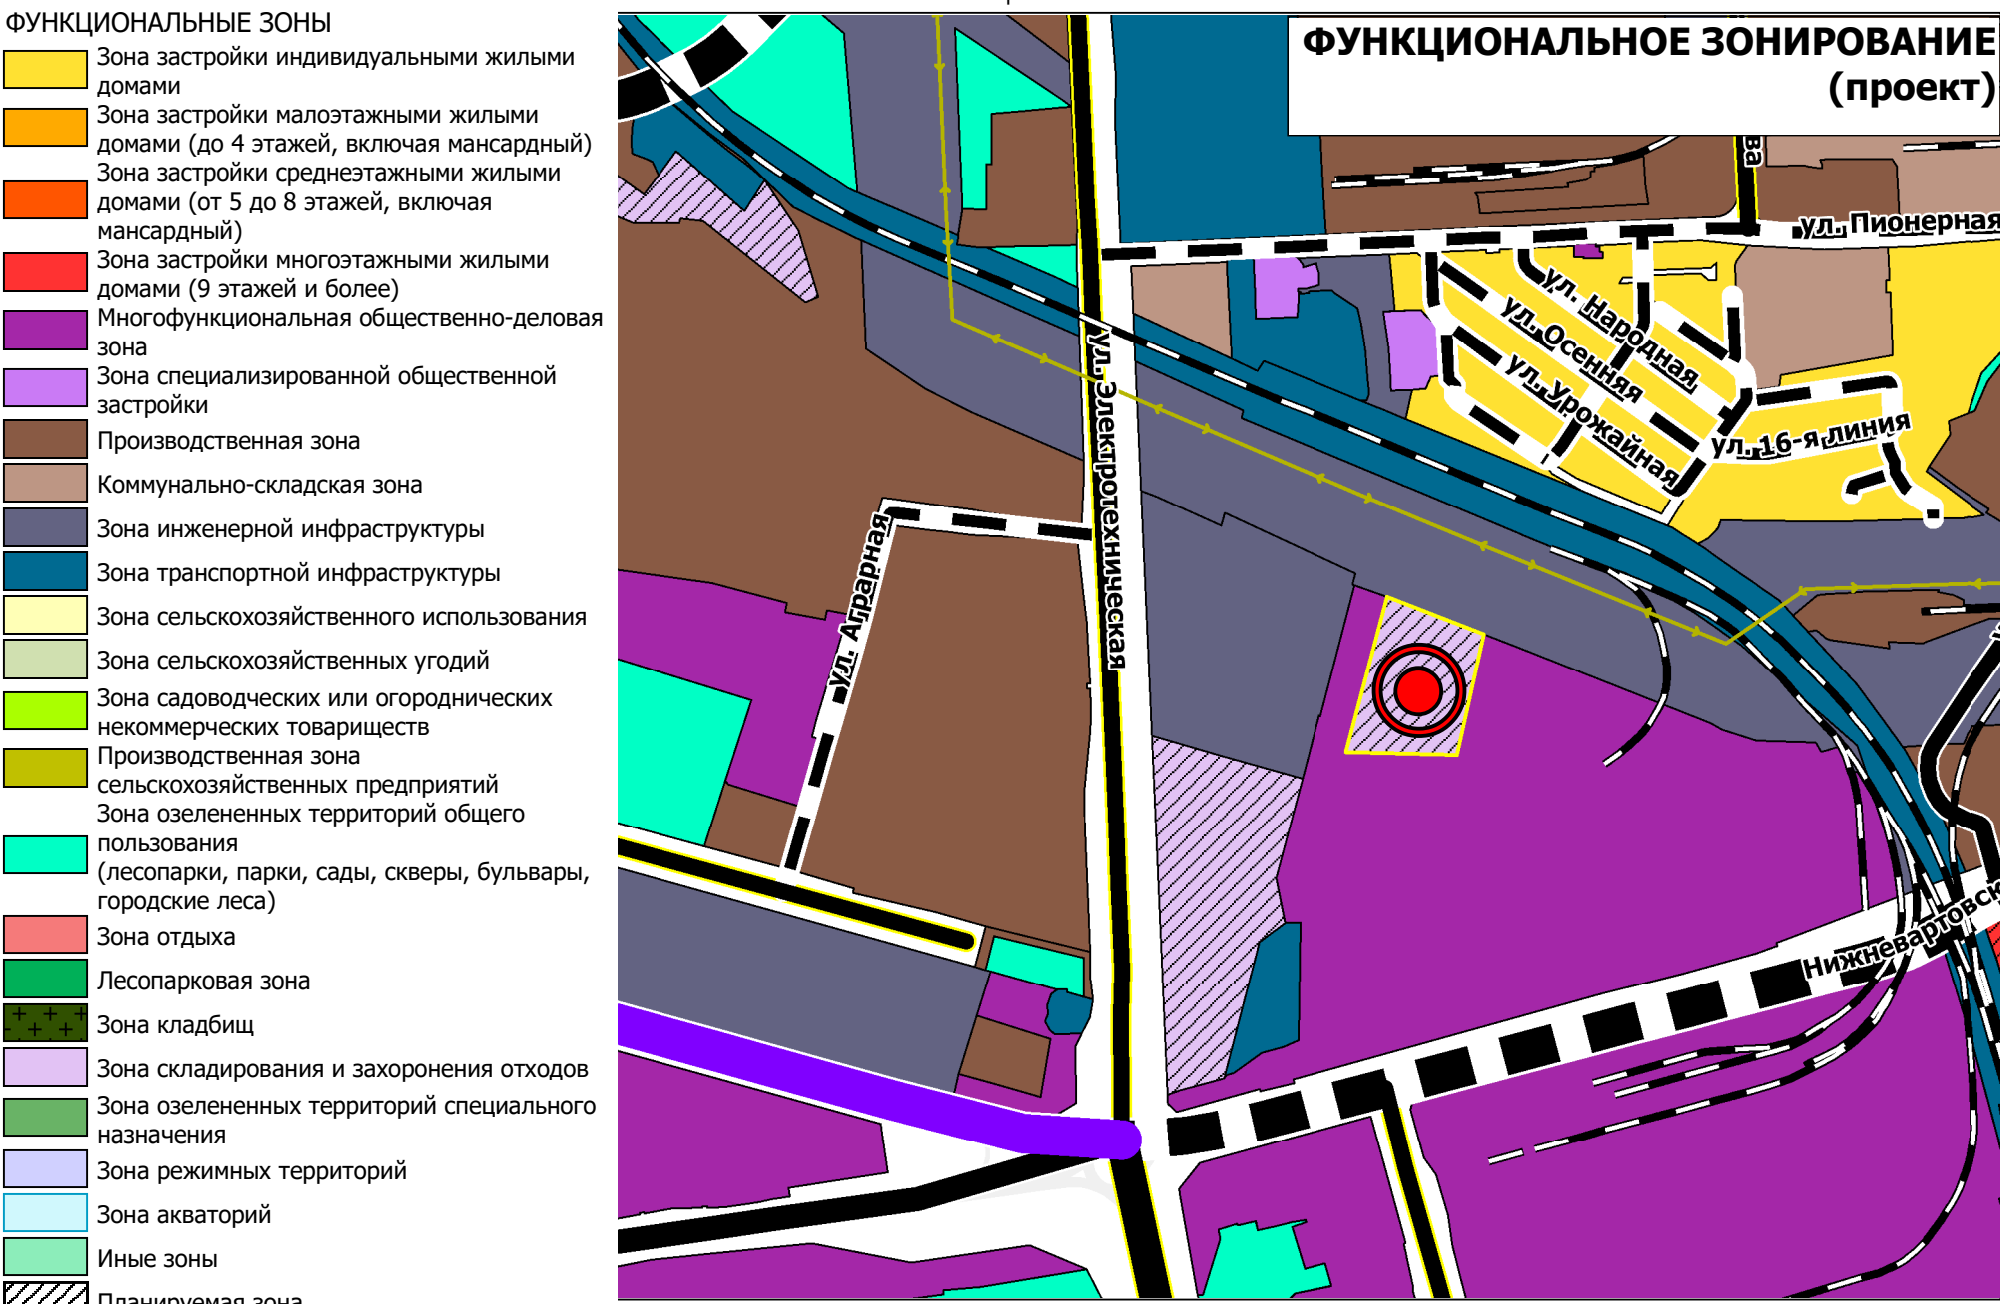 ФУНКЦИОНАЛЬНЫЕ ЗОНЫ
Зона застройки индивидуальными жилыми
домами
Зона застройки малоэтажными жилыми
домами (до 4 этажей, включая мансардный)
Зона застройки среднеэтажными жилыми
домами (от 5 до 8 этажей, включая
мансардный)
Зона застройки многоэтажными жилыми
домами (9 этажей и более)
Многофункциональная общественно-деловая
зона
Зона специализированной общественной
застройки
Производственная зона
Коммунально-складская зона
Зона инженерной инфраструктуры
Зона транспортной инфраструктуры
Зона сельскохозяйственного использования
Зона сельскохозяйственных угодий
Зона садоводческих или огороднических
некоммерческих товариществ
Производственная зона
сельскохозяйственных предприятий
Зона озелененных территорий общего
пользования
(лесопарки, парки, сады, скверы, бульвары,
городские леса)
Зона отдыха
Лесопарковая зона
Зона кладбищ
Зона складирования и захоронения отходов
Зона озелененных территорий специального
назначения
Зона режимных территорий
Зона акваторий
Иные зоны
Планируемая зона
ФУНКЦИОНАЛЬНОЕ ЗОНИРОВАНИЕ
(проект)
ва
ул. Пионерная
ул. Народная
ул. Осенняя
ул. Урожайная
ул. 16-я линия
ул. Электротехническая
ул. Аграрная
Нижневартовск